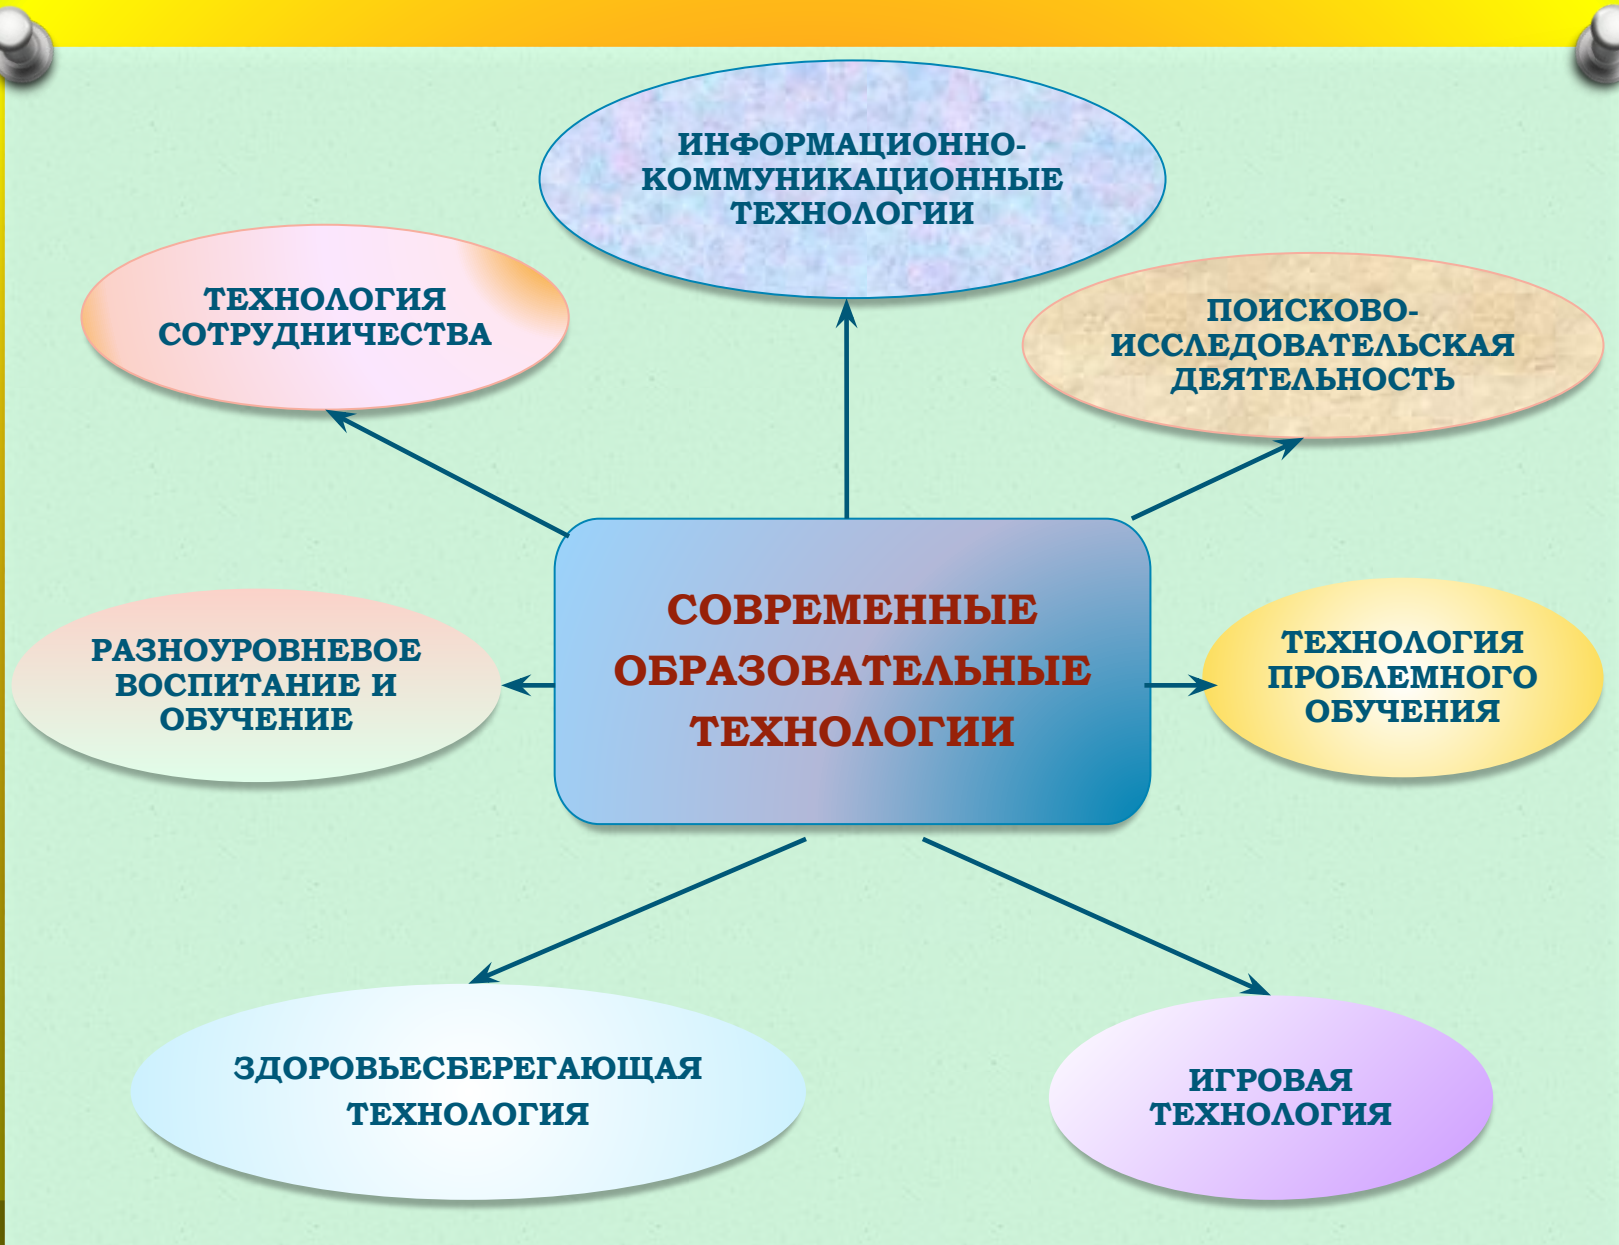 ИНФОРМАЦИОННО-
КОММУНИКАЦИОННЫЕ
ТЕХНОЛОГИИ
ТЕХНОЛОГИЯ
СОТРУДНИЧЕСТВА
ПОИСКОВО-
ИССЛЕДОВАТЕЛЬСКАЯ
ДЕЯТЕЛЬНОСТЬ
СОВРЕМЕННЫЕ
ОБРАЗОВАТЕЛЬНЫЕ
ТЕХНОЛОГИИ
РАЗНОУРОВНЕВОЕ
ВОСПИТАНИЕ И
ОБУЧЕНИЕ
ТЕХНОЛОГИЯ
ПРОБЛЕМНОГО
ОБУЧЕНИЯ
ЗДОРОВЬЕСБЕРЕГАЮЩАЯ
ТЕХНОЛОГИЯ
ИГРОВАЯ
ТЕХНОЛОГИЯ